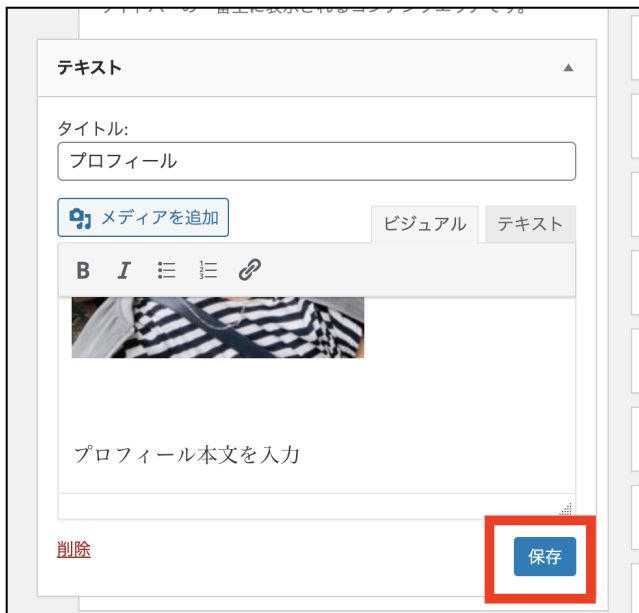 テキスト
タイトル:
プロフィール
メディアを追加
ビジュアル テキスト
B I
プロフィール本文を入力
削除
保存